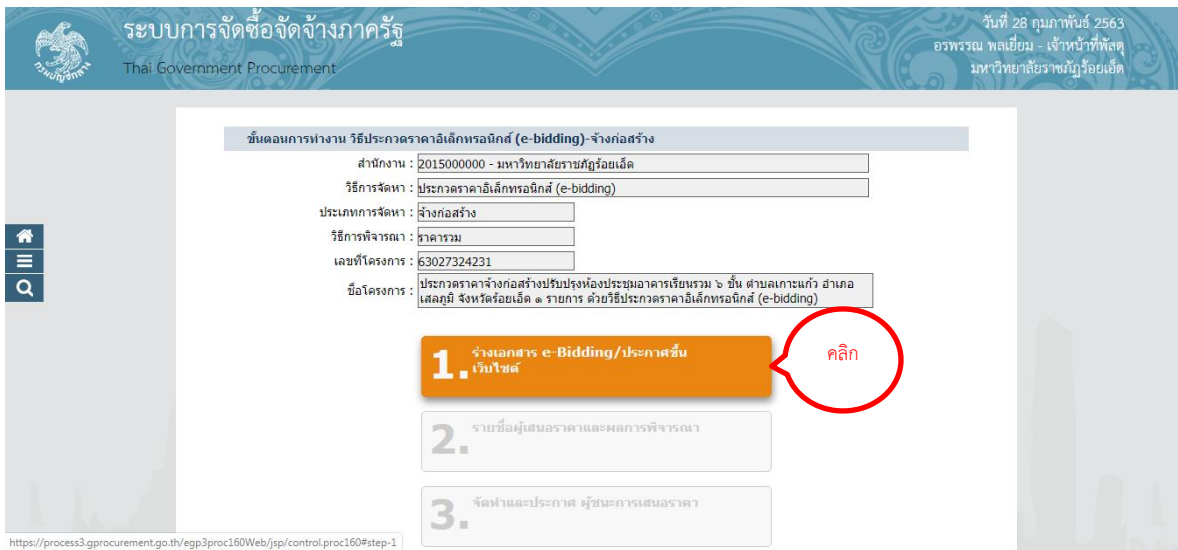 ระบบการจัดซื้อจัดจ้างภาครัฐ
Thai Government Procurement
วันที่ 28 กุมภาพันธ์ 2563
อรพรรณ พลเยี่ยม - เจ้าหน้าที่พัสดุ
มหาวิทยาลัยราชภัฏร้อยเอ็ด
ขั้นตอนการทำงาน วิธีประกวดราคาอิเล็กทรอนิกส์ (e-bidding)-จ้างก่อสร้าง
สำนักงาน : 2015000000 - มหาวิทยาลัยราชภัฏร้อยเอ็ด
วิธีการจัดหา : ประกวดราคาอิเล็กทรอนิกส์ (e-bidding)
ประเภทการจัดหา : จ้างก่อสร้าง
วิธีการพิจารณา : ราคารวม
เลขที่โครงการ : 63027324231
ชื่อโครงการ : ประกวดราคาจ้างก่อสร้างปรับปรุงห้องประชุมอาคารเรียนรวม ๖ ชั้น ตำบลเกาะแก้ว อำเภอ
เสลภูมิ จังหวัดร้อยเอ็ด ๑ รายการ ด้วยวิธีประกวดราคาอิเล็กทรอนิกส์ (e-bidding)
1. ร่างเอกสาร e-Bidding/ประกาศขึ้น
เว็บไซต์
คลิก
2. รายชื่อผู้เสนอราคาและผลการพิจารณา
3. จัดทำและประกาศ ผู้ชนะการเสนอราคา
https://process3.gprocurement.go.th/egp3proc160Web/jsp/control.proc160#step-1